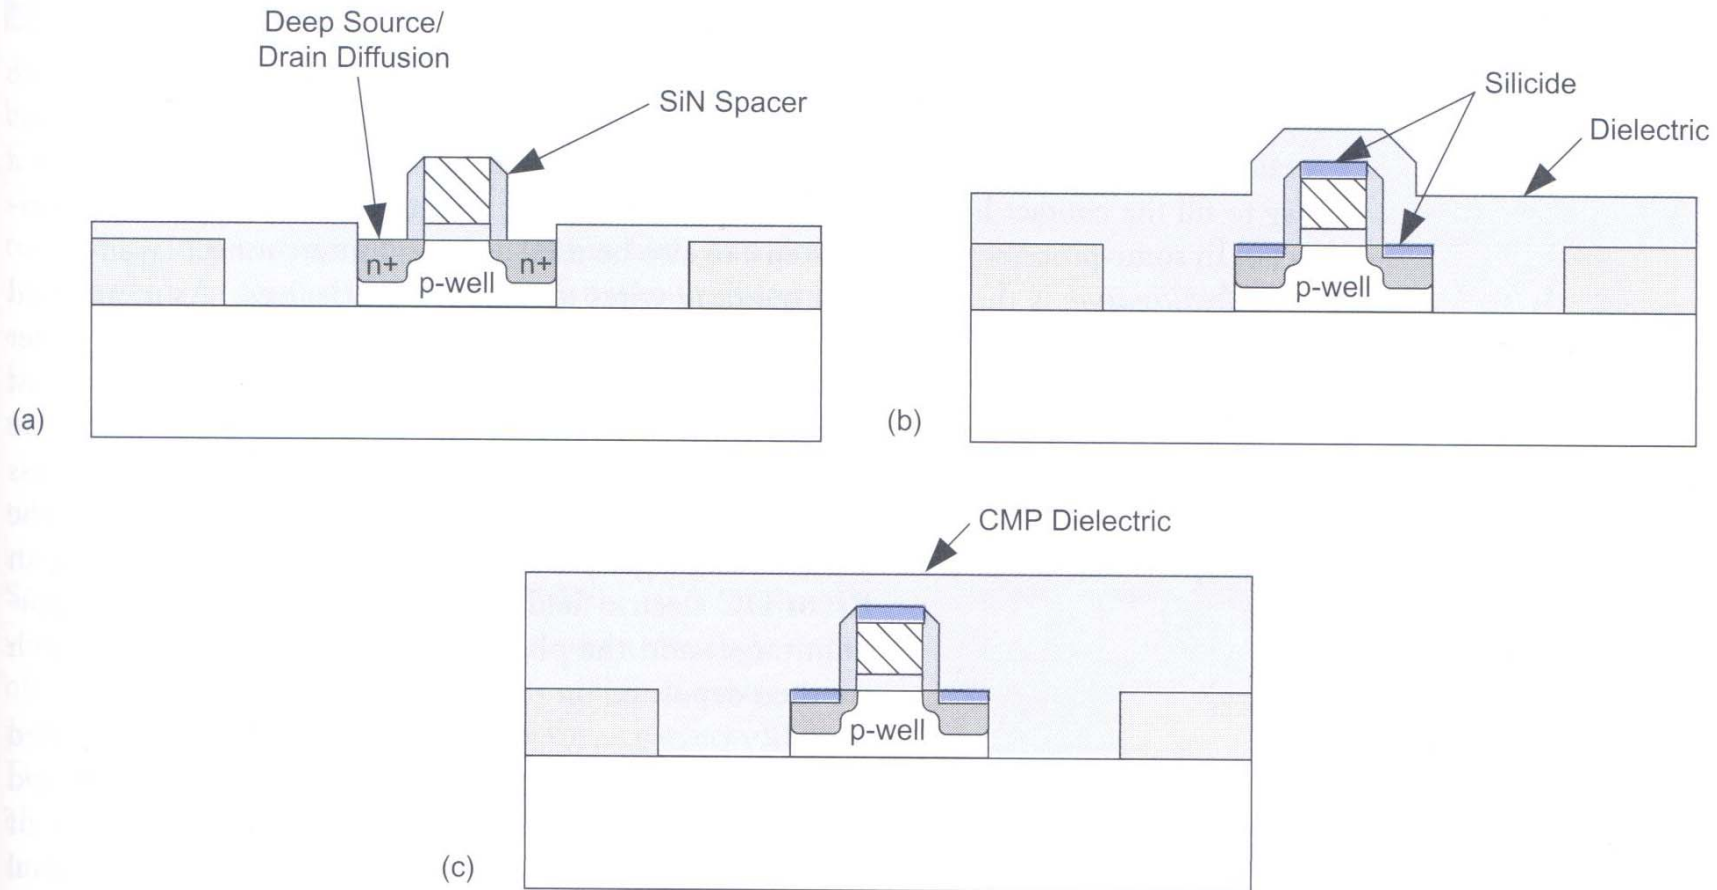 Deep Source/
Drain Diffusion
SiN Spacer
n+
n+
p-well
(a)
Silicide
Dielectric
p-well
(b)
CMP Dielectric
p-well
(c)